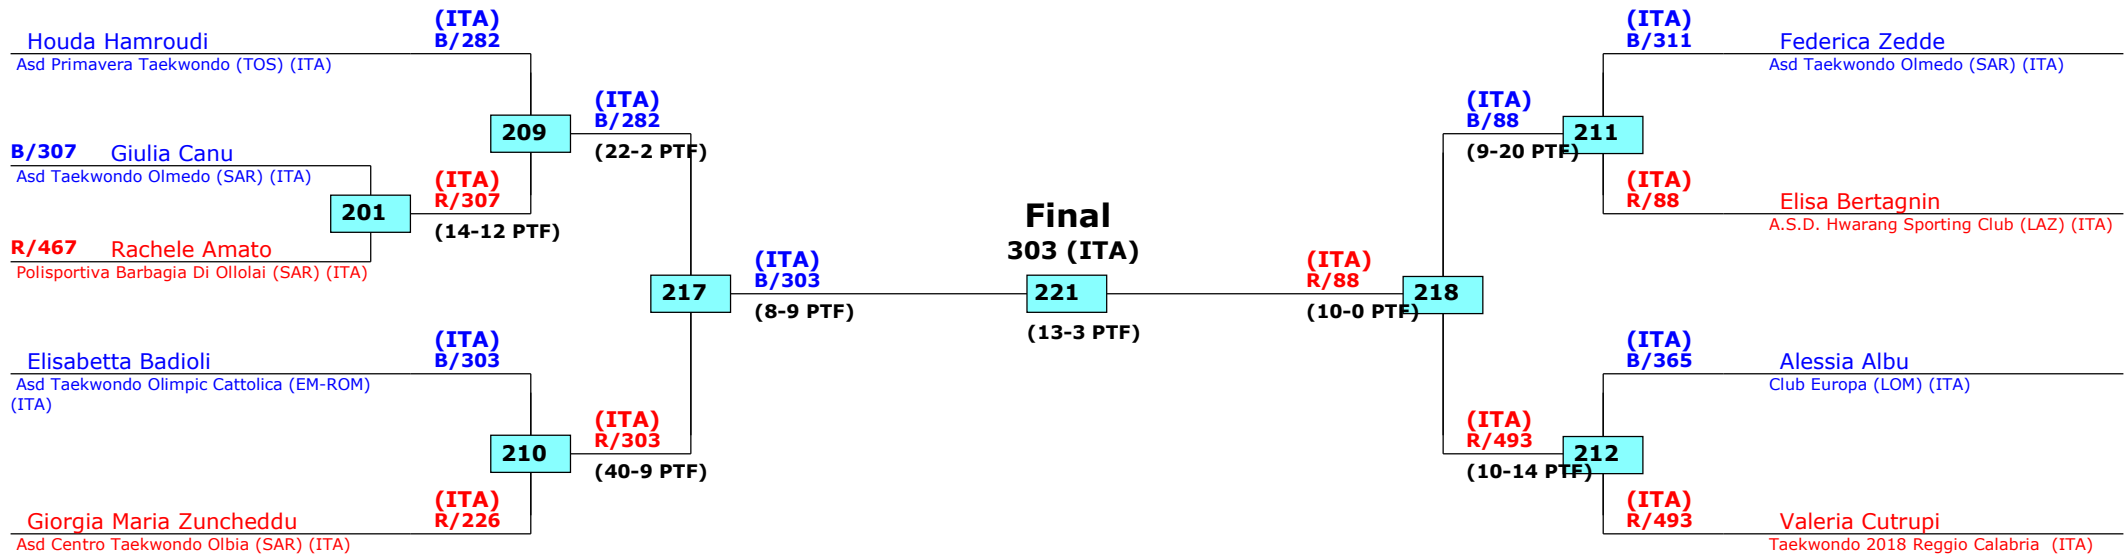 Houda Hamroudi
(ITA)
B/282
Asd Primavera Taekwondo (TOS) (ITA)
209
(ITA)
B/282
(22-2 PTF)
B/307 Giulia Canu
Asd Taekwondo Olmedo (SAR) (ITA)
201
(ITA)
R/307
(14-12 PTF)
R/467 Rachele Amato
Polisportiva Barbagia Di Ollolai (SAR) (ITA)
217
(ITA)
B/303
(8-9 PTF)
Elisabetta Badioli
(ITA)
B/303
Asd Taekwondo Olimpic Cattolica (EM-ROM)
(ITA)
210
(ITA)
R/303
(40-9 PTF)
Giorgia Maria Zuncheddu
(ITA)
R/226
Asd Centro Taekwondo Olbia (SAR) (ITA)
Final
303 (ITA)
221
(13-3 PTF)
(ITA)
B/311
Federica Zedde
Asd Taekwondo Olmedo (SAR) (ITA)
(ITA)
B/88
211
(9-20 PTF)
(ITA)
R/88
Elisa Bertagnin
A.S.D. Hwarang Sporting Club (LAZ) (ITA)
(ITA)
R/88
218
(10-0 PTF)
(ITA)
B/365
Alessia Albu
Club Europa (LOM) (ITA)
(ITA)
R/493
212
(10-14 PTF)
(ITA)
R/493
Valeria Cutrupi
Taekwondo 2018 Reggio Calabria (ITA)